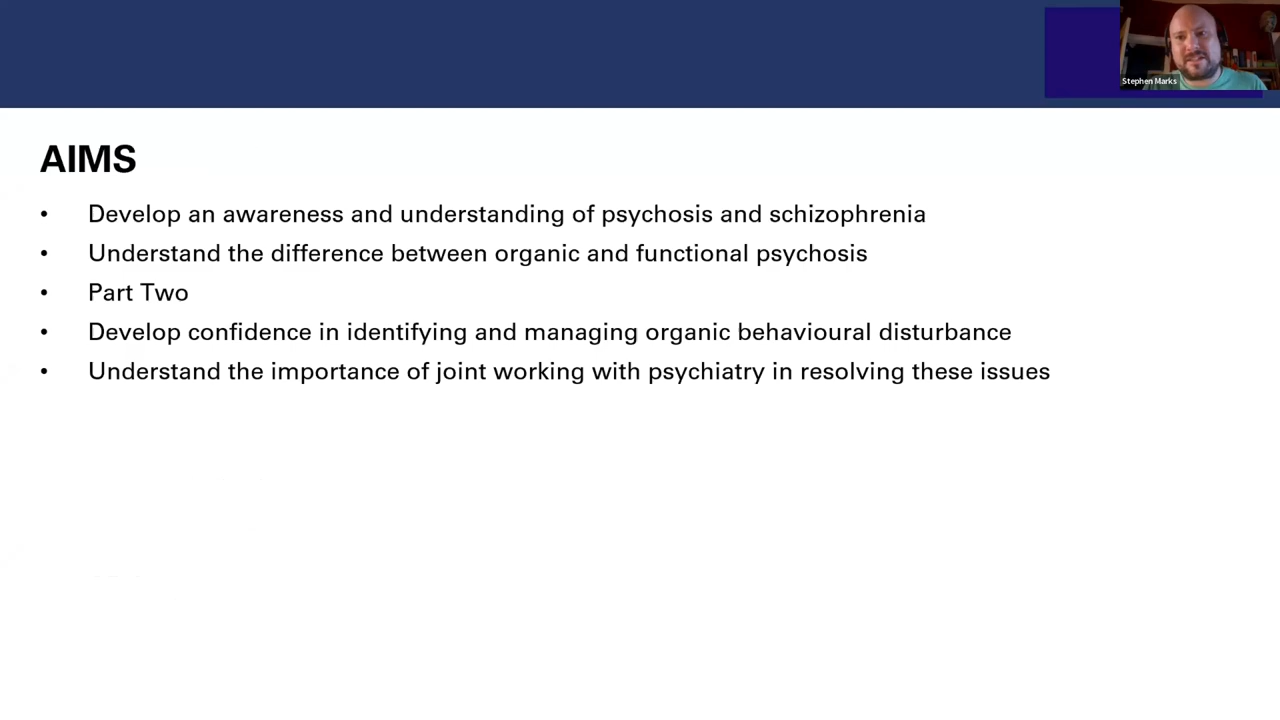 Stephen Marks
AIMS
• Develop an awareness and understanding of psychosis and schizophrenia
• Understand the difference between organic and functional psychosis
• Part Two
• Develop confidence in identifying and managing organic behavioural disturbance
• Understand the importance of joint working with psychiatry in resolving these issues